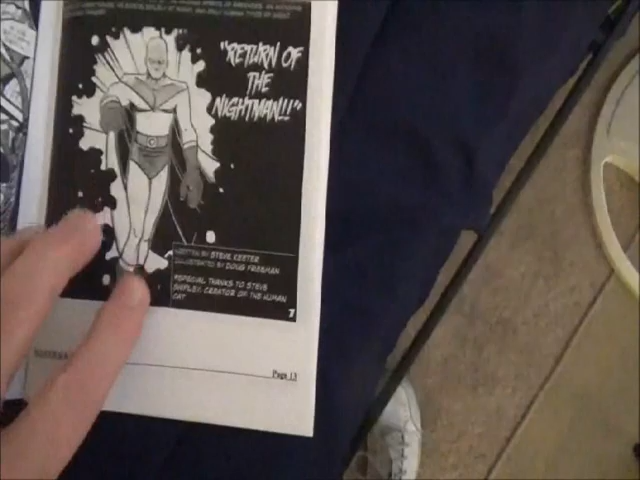 "RETURN OF
THE
NIGHTMAN!!"
WRITTEN BY STEVE KEETER
ILLUSTRATED BY DOUG FREEMAN
*SPECIAL THANKS TO STEVE
SHIPLEY, CREATOR OF THE HUMAN
CAT
7
Page 13